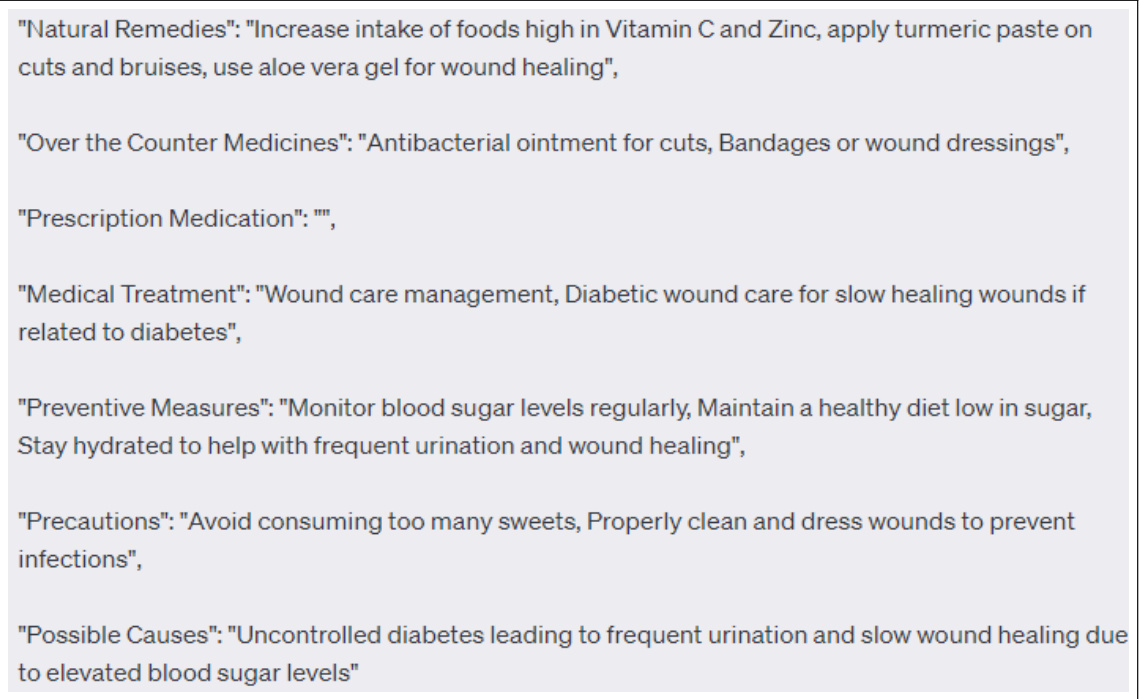 "Natural Remedies": "Increase intake of foods high in Vitamin C and Zinc, apply turmeric paste on
cuts and bruises, use aloe vera gel for wound healing",
"Over the Counter Medicines": "Antibacterial ointment for cuts, Bandages or wound dressings",
"Prescription Medication": "",
"Medical Treatment": "Wound care management, Diabetic wound care for slow healing wounds if
related to diabetes",
"Preventive Measures": "Monitor blood sugar levels regularly, Maintain a healthy diet low in sugar,
Stay hydrated to help with frequent urination and wound healing",
"Precautions": "Avoid consuming too many sweets, Properly clean and dress wounds to prevent
infections",
"Possible Causes": "Uncontrolled diabetes leading to frequent urination and slow wound healing due
to elevated blood sugar levels"